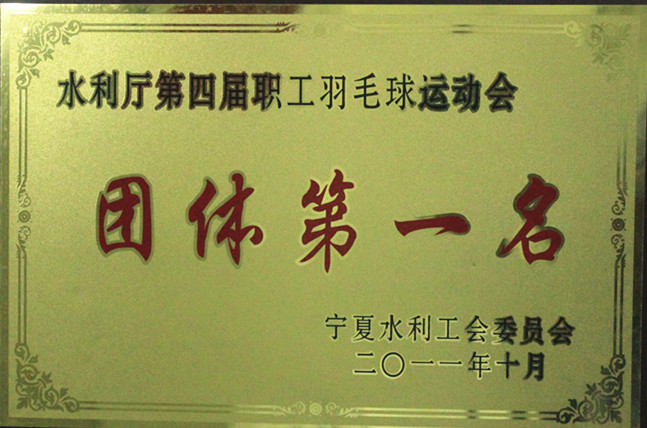 水利厅第四届职工羽毛球运动会
团体第一名
宁夏水利工会委员会
二〇一一年十月